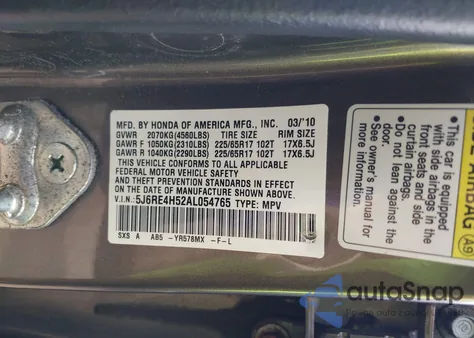 MFD. BY HONDA OF AMERICA MFG., INC. 03/'10
GVWR 2070KG(4560LBS) TIRE SIZE RIM SIZE
GAWR F 1050KG(2310LBS) 225/65R17 102T 17X6.5J
GAWR R 1040KG(2290LBS) 225/65R17 102T 17X6.5J
THIS VEHICLE CONFORMS TO ALL APPLICABLE
FEDERAL MOTOR VEHICLE SAFETY
STANDARDS IN EFFECT
ON THE DATE OF MANUFACTURE SHOWN ABOVE.
V.I.N: 5J6RE4H52AL054765 TYPE: MPV
SXS A AB5 -YR578MX -F-L
•This car is equipped
with side airbags in
front seats and side
curtain airbags.
•Do not lean against the
door.
•See owner's manual for
more information.
AIRBAG
A9
autoSnap